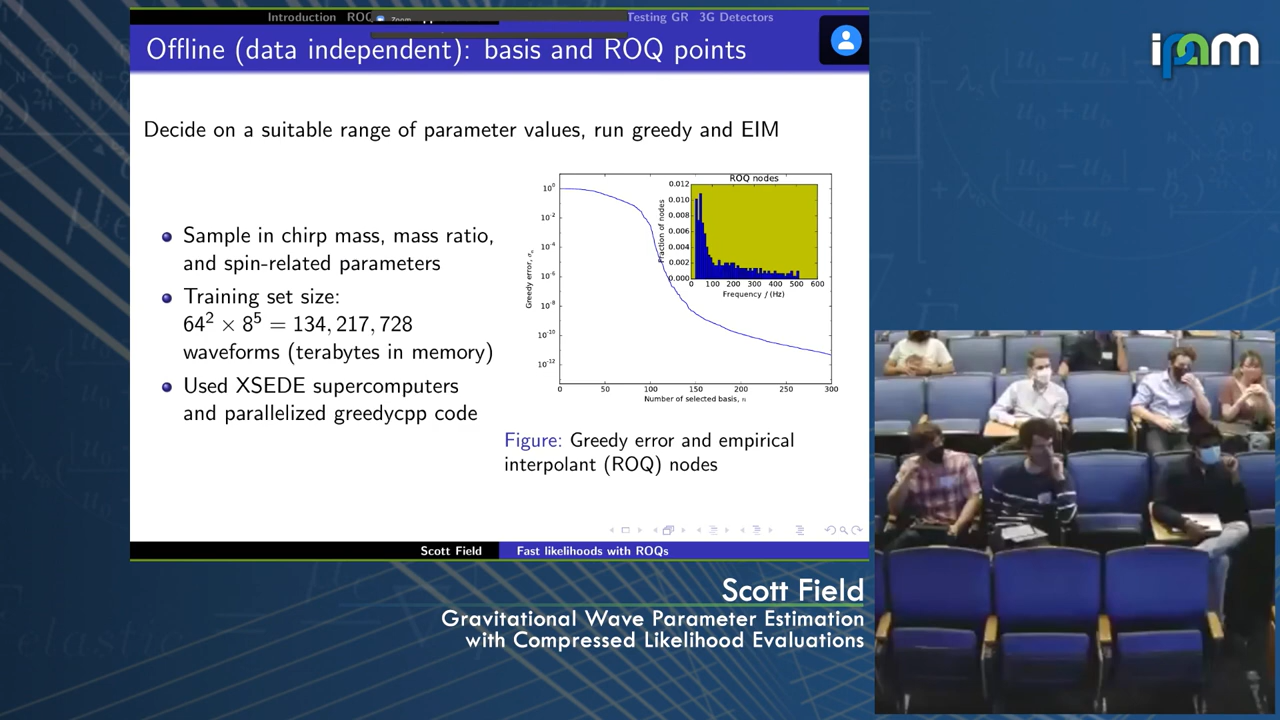 Introduction ROQ Testing GR 3G Detectors
Zoom
ipam
Offline (data independent): basis and ROQ points
Decide on a suitable range of parameter values, run greedy and EIM
Sample in chirp mass, mass ratio,
and spin-related parameters
Training set size:
64² × 8⁵ = 134, 217, 728
waveforms (terabytes in memory)
Used XSEDE supercomputers
and parallelized greedycpp code
ROQ nodes
Fraction of nodes
0.012
0.010
0.008
0.006
0.004
0.002
0.000
0 100 200 300 400 500 600
Frequency f (Hz)
Greedy error, σₙ
10⁰
10⁻²
10⁻⁴
10⁻⁶
10⁻⁸
10⁻¹⁰
10⁻¹²
0 50 100 150 200 250 300
Number of selected basis, N
Figure: Greedy error and empirical
interpolant (ROQ) nodes
Scott Field Fast likelihoods with ROQs
Scott Field
Gravitational Wave Parameter Estimation
with Compressed Likelihood Evaluations